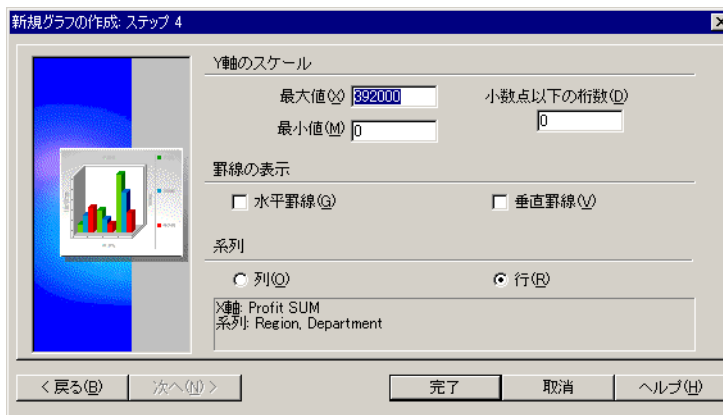 新規グラフの作成: ステップ 4
Y軸のスケール
最大値(X) 392000
小数点以下の桁数(D)
0
最小値(M) 0
罫線の表示
水平罫線(G)
垂直罫線(V)
系列
列(O)
行(R)
X軸: Profit SUM
系列: Region, Department
< 戻る(B)
次へ(N) >
完了
取消
ヘルプ(H)